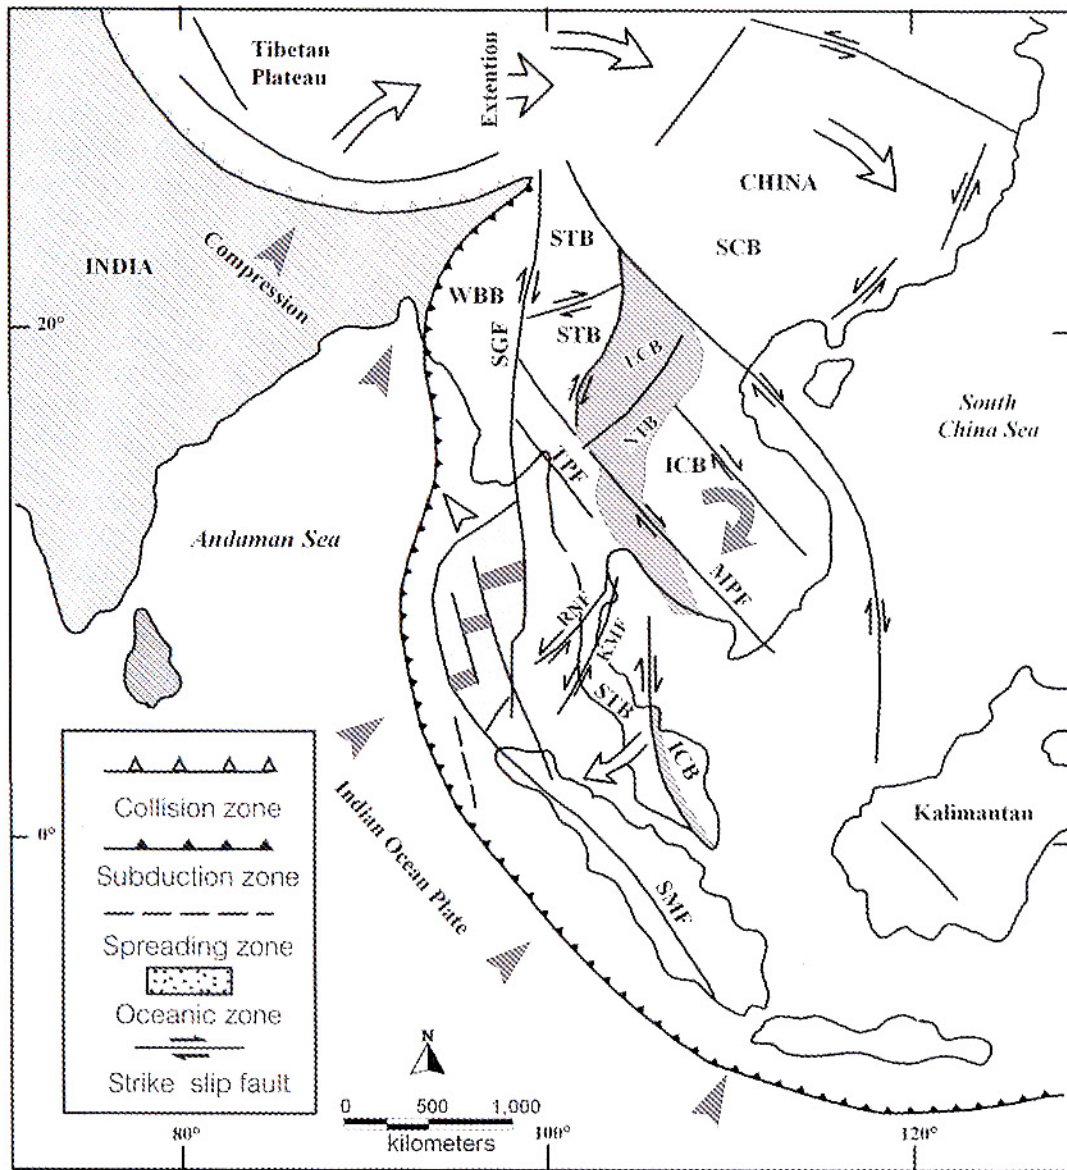 Tibetan
Plateau
Extention
CHINA
STB
SCB
INDIA
Compression
WBB
20°
SGF
STB
LCB
South
China Sea
ICB
TPF
Andaman Sea
MPF
RNF
KMF
STB
ICB
Kalimantan
0°
Indian Ocean Plate
SMF
Collision zone
Subduction zone
Spreading zone
Oceanic zone
Strike slip fault
N
0 500 1,000
kilometers
80° 100° 120°